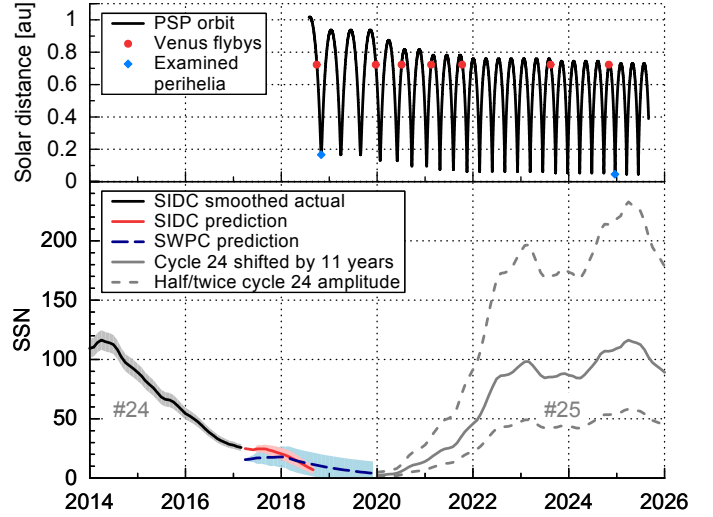 Solar distance [au]
1
0.8
0.6
0.4
0.2
0
PSP orbit
Venus flybys
Examined
perihelia
SSN
200
150
100
50
0
SIDC smoothed actual
SIDC prediction
SWPC prediction
Cycle 24 shifted by 11 years
Half/twice cycle 24 amplitude
#24
#25
2014 2016 2018 2020 2022 2024 2026